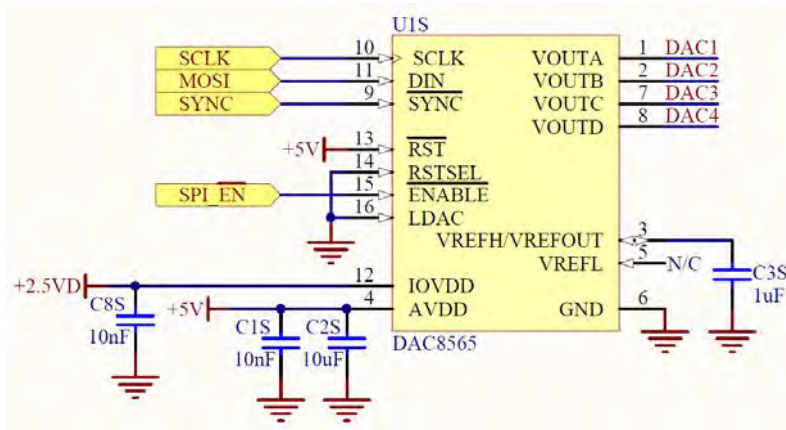 U1S
SCLK 10 SCLK VOUTA 1 DAC1
MOSI 11 DIN VOUTB 2 DAC2
SYNC 9 SYNC VOUTC 7 DAC3
VOUTD 8 DAC4
+5V 13 RST
14 RSTSEL
SPI_EN 15 ENABLE
16 LDAC
VREFH/VREFOUT 3
VREFL 5 N/C
C3S
1uF
+2.5VD 12 IOVDD
C8S
10nF
+5V 4 AVDD GND 6
C1S
10nF
C2S
10uF
DAC8565